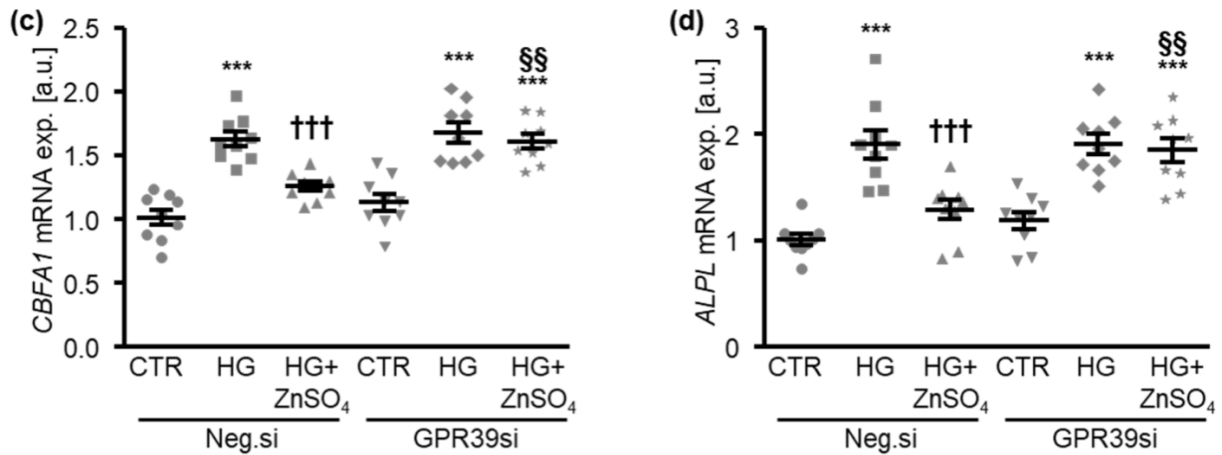 (c)
CBFA1 mRNA exp. [a.u.]
2.5
2.0
1.5
1.0
0.5
0.0
***
†††
***
§§
***
CTR HG HG+ CTR HG HG+
ZnSO4 ZnSO4
Neg.si GPR39si
(d)
ALPL mRNA exp. [a.u.]
3
2
1
0
***
†††
***
§§
***
CTR HG HG+ CTR HG HG+
ZnSO4 ZnSO4
Neg.si GPR39si